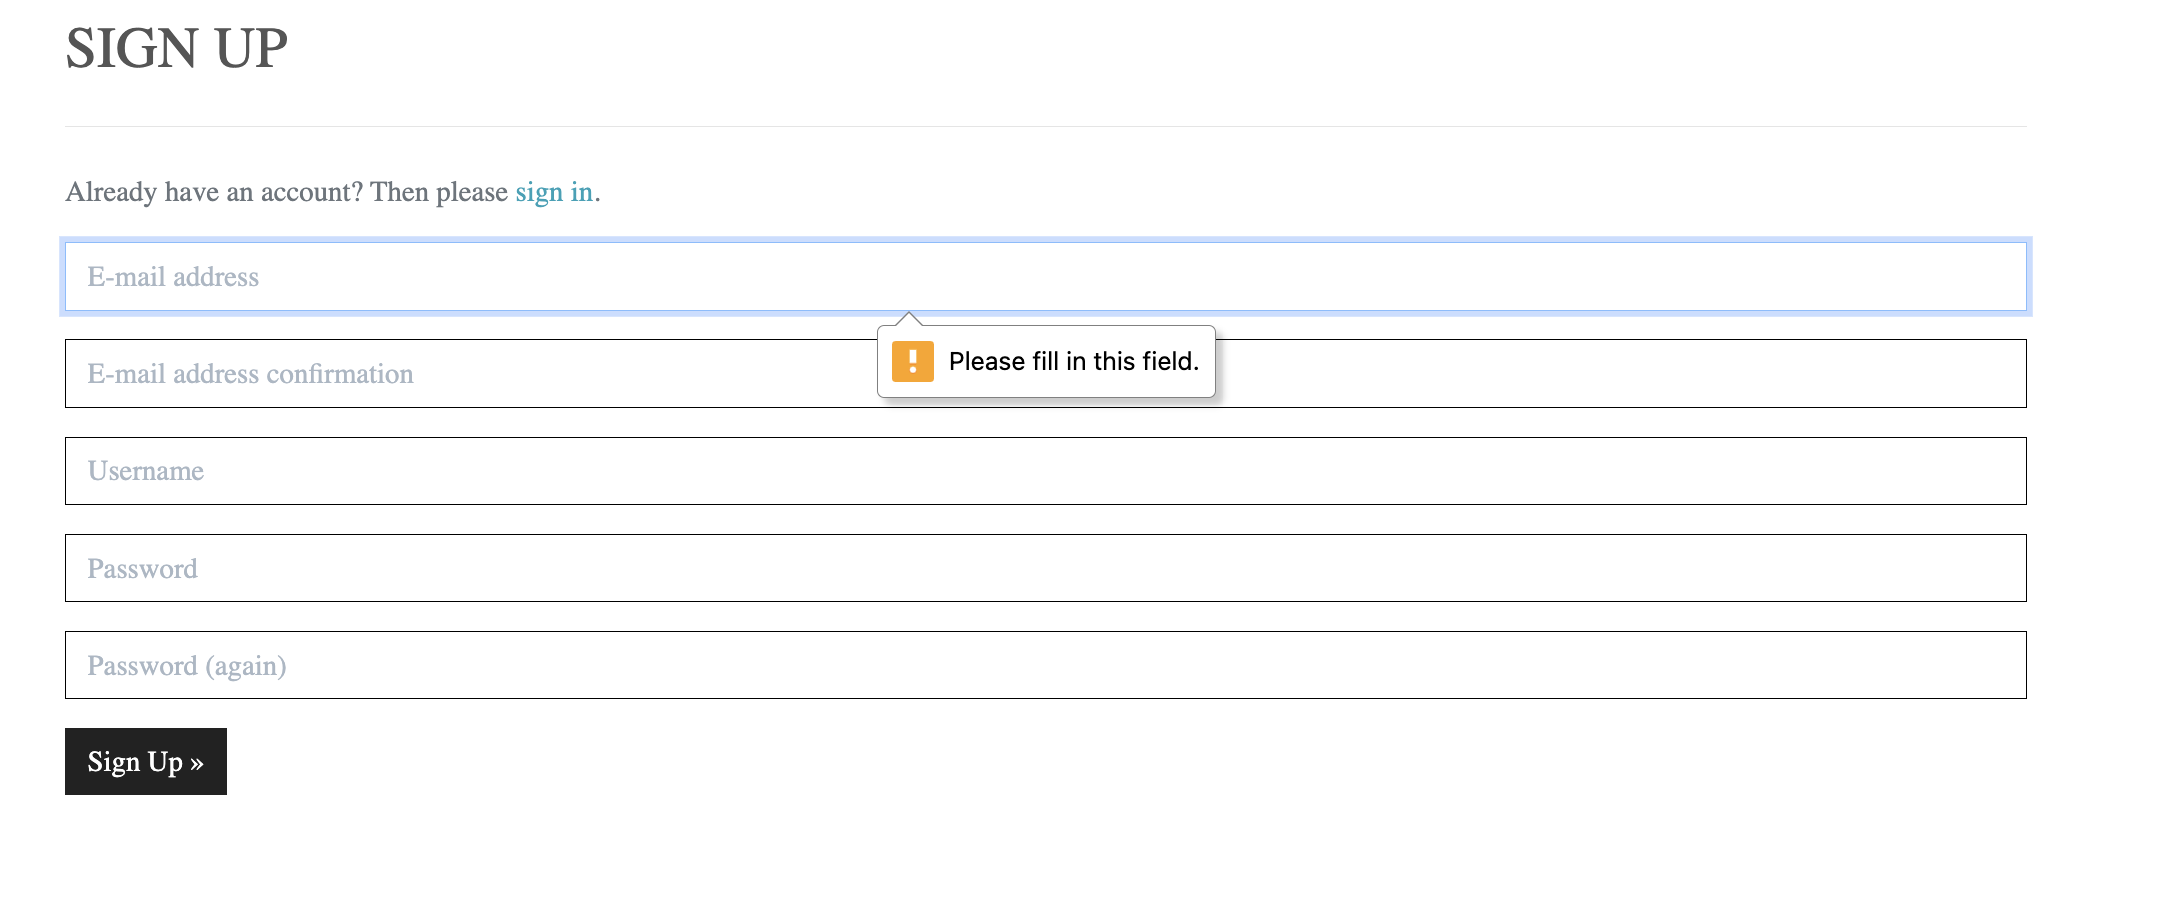 SIGN UP
Already have an account? Then please sign in.
E-mail address
Please fill in this field.
E-mail address confirmation
Username
Password
Password (again)
Sign Up »